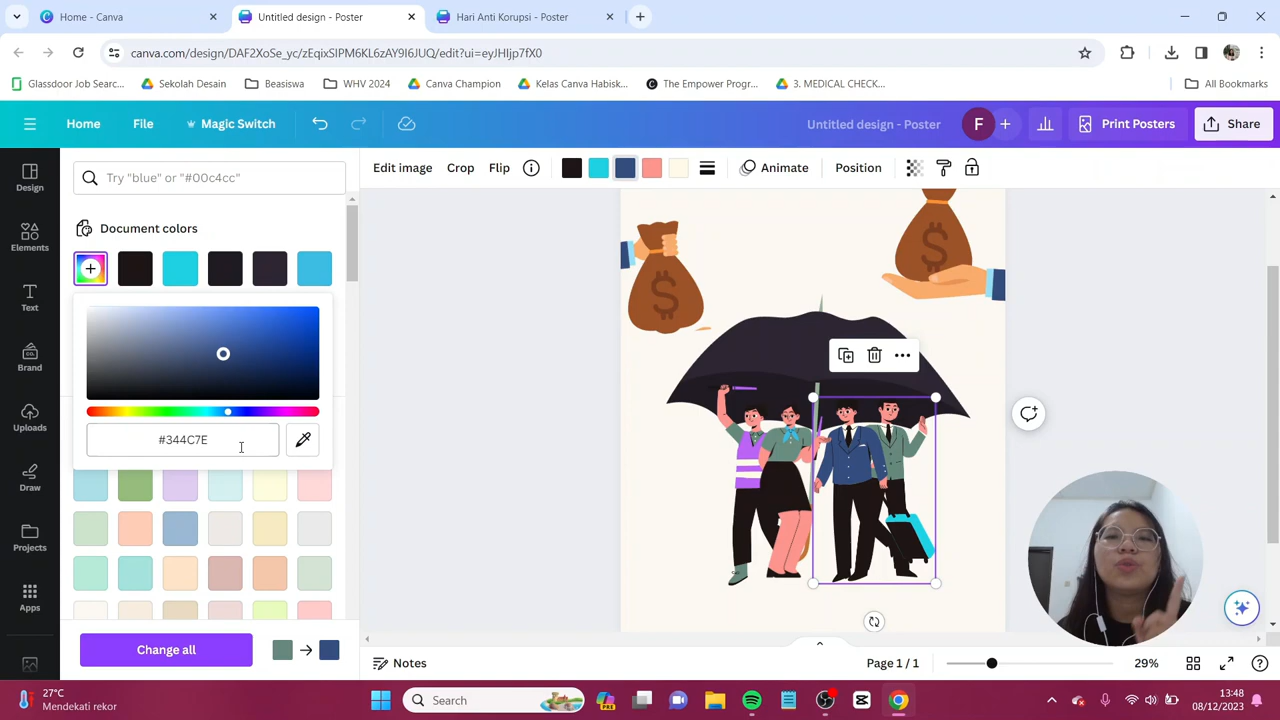 Home - Canva
Untitled design - Poster
Hari Anti Korupsi - Poster
canva.com/design/DAF2XoSe_yc/zEqixSIPM6KL6zAY9I6JUQ/edit?ui=eyJHIjp7fX0
Glassdoor Job Searc...
Sekolah Desain
Beasiswa
WHV 2024
Canva Champion
Kelas Canva Habisk...
The Empower Progr...
3. MEDICAL CHECK...
All Bookmarks
Home
File
Magic Switch
Untitled design - Poster
F
Print Posters
Share
Design
Elements
Text
Brand
Uploads
Draw
Projects
Apps
Try "blue" or "#00c4cc"
Document colors
#344C7E
Change all
Edit image
Crop
Flip
Animate
Position
$
$
Notes
Page 1 / 1
29%
27°C
Mendekati rekor
Search
PRE
13:48
08/12/2023